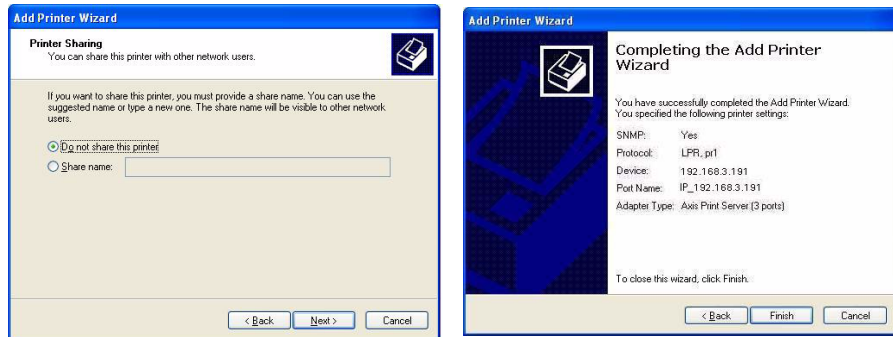 Add Printer Wizard
Printer Sharing
You can share this printer with other network users.
If you want to share this printer, you must provide a share name. You can use the
suggested name or type a new one. The share name will be visible to other network
users.
Do not share this printer
Share name:
< Back
Next >
Cancel
Add Printer Wizard
Completing the Add Printer
Wizard
You have successfully completed the Add Printer Wizard.
You specified the following printer settings:
SNMP: Yes
Protocol: LPR, pr1
Device: 192.168.3.191
Port Name: IP_192.168.3.191
Adapter Type: Axis Print Server (3 ports)
To close this wizard, click Finish.
< Back
Finish
Cancel